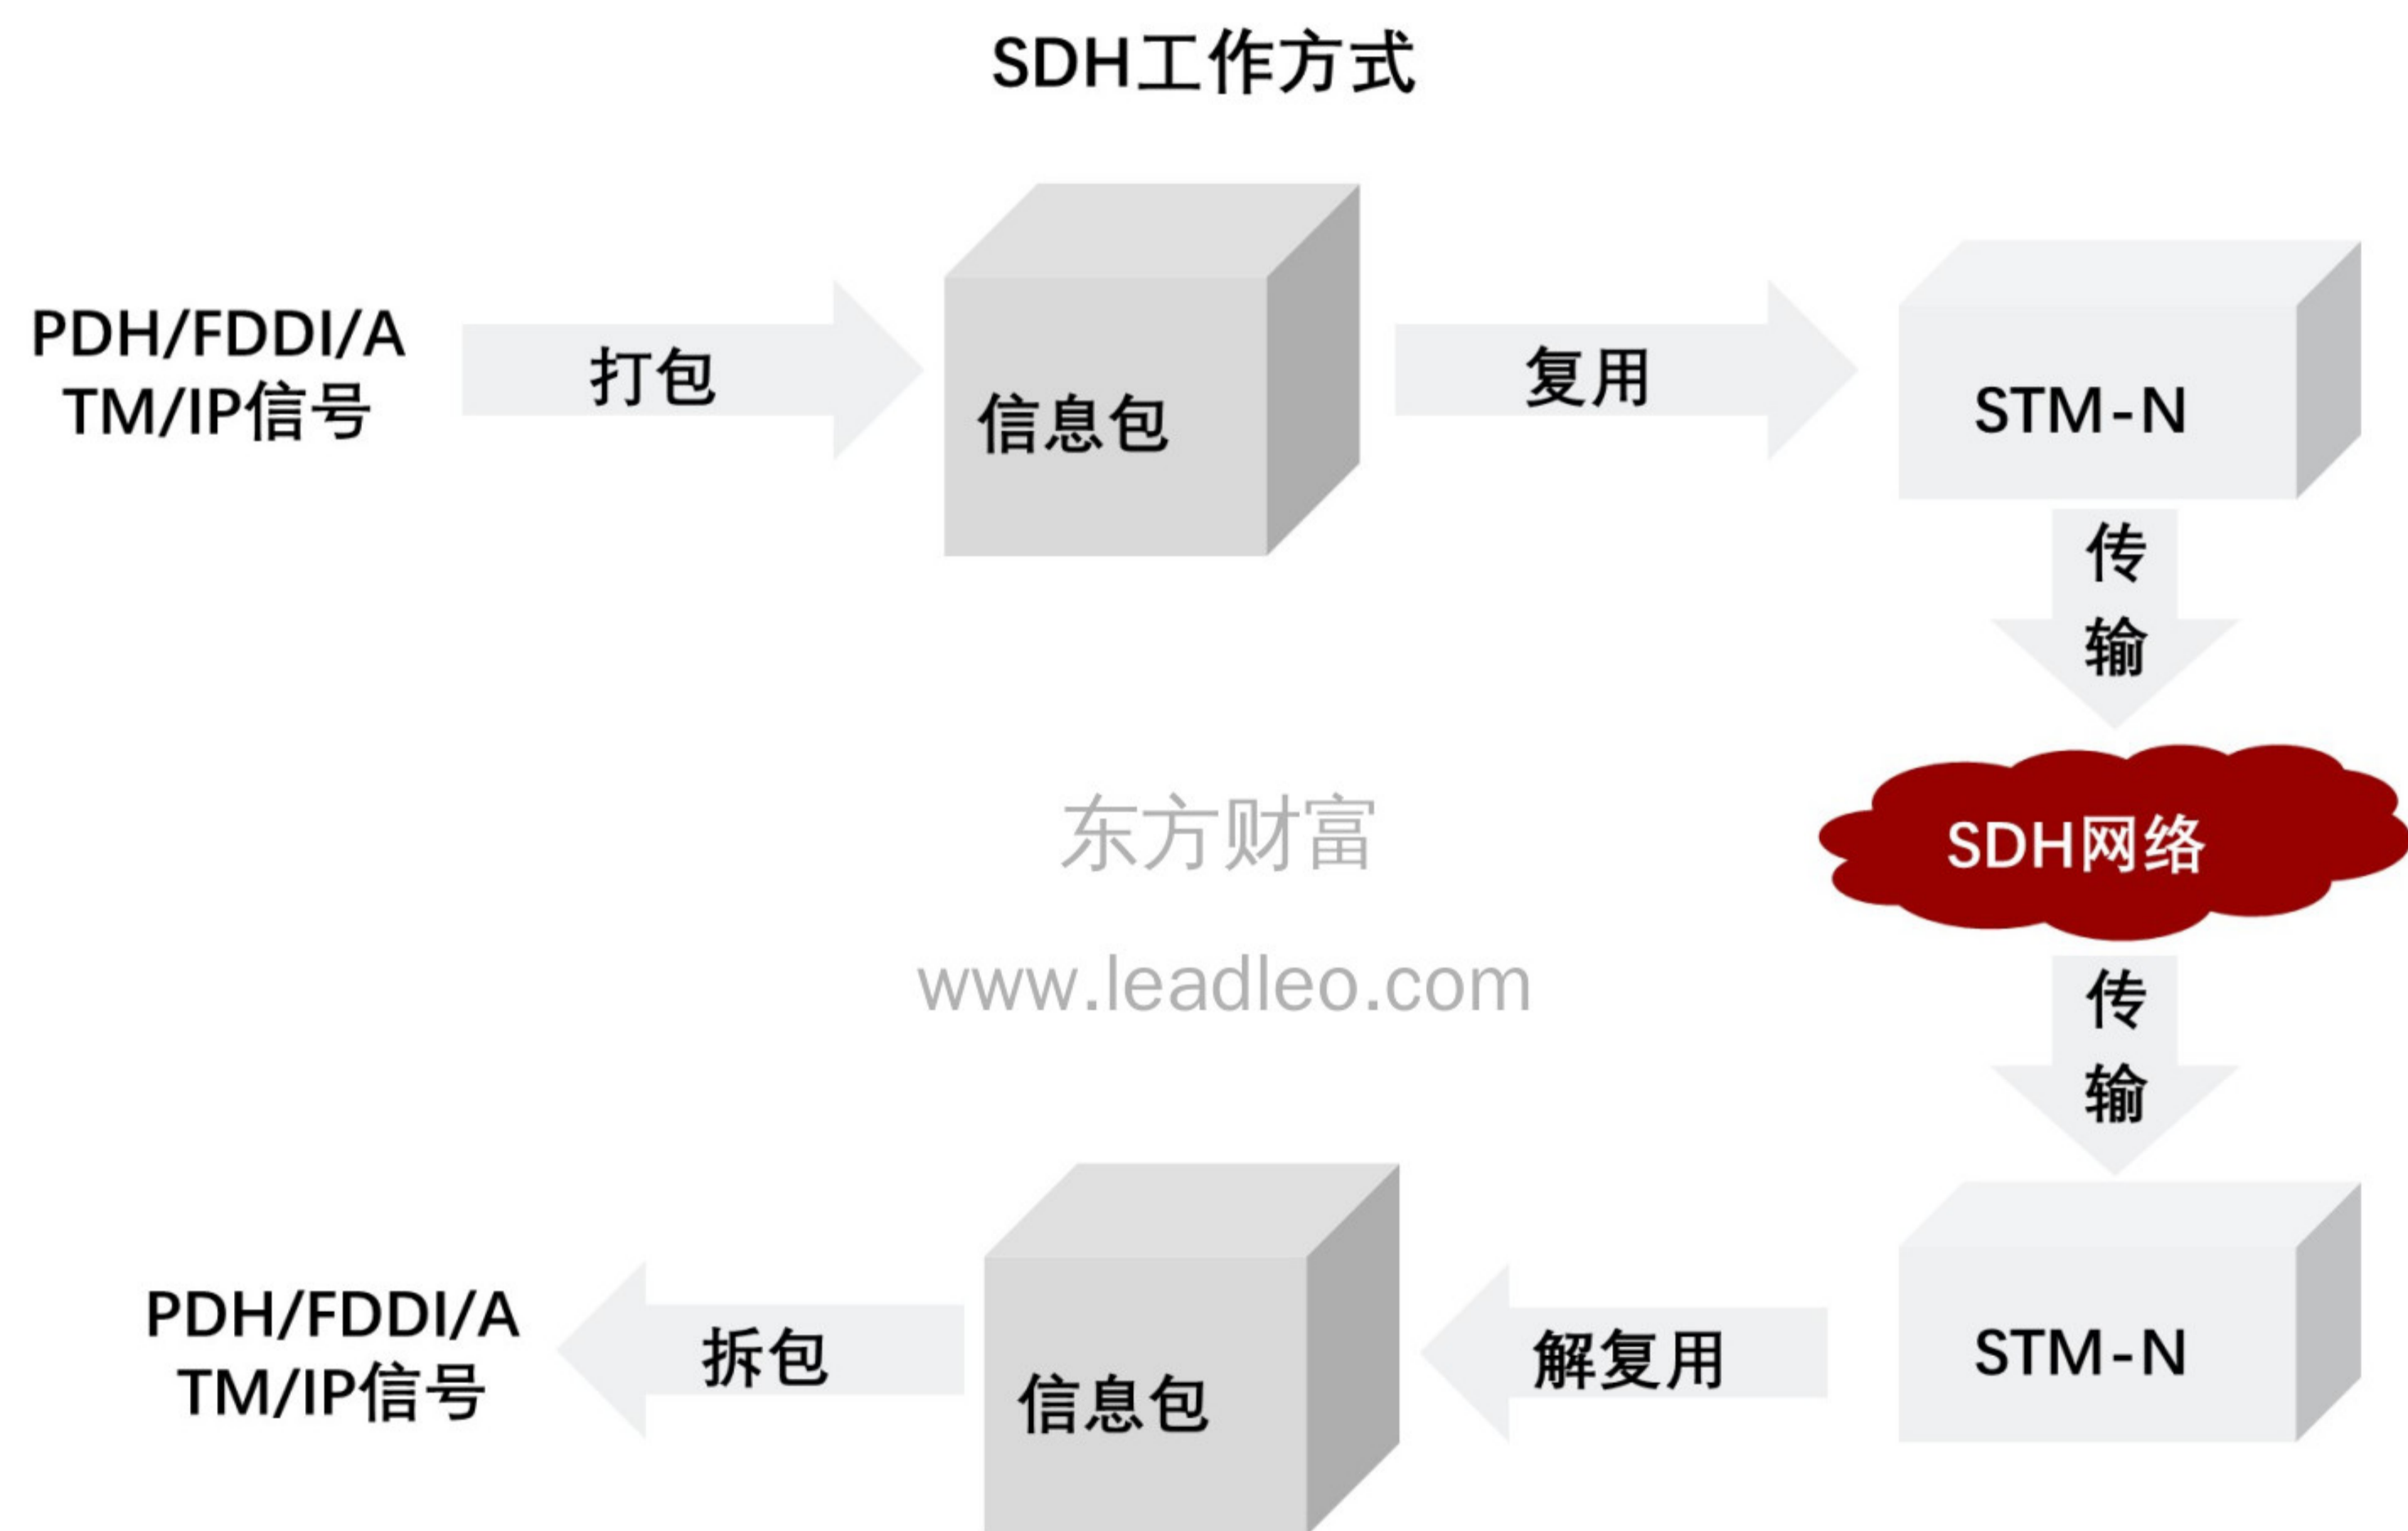 SDH工作方式
PDH/FDDI/A
TM/IP信号
打包
信息包
复用
STM-N
传
输
SDH网络
东方财富
www.leadleo.com
传
输
STM-N
解复用
信息包
拆包
PDH/FDDI/A
TM/IP信号